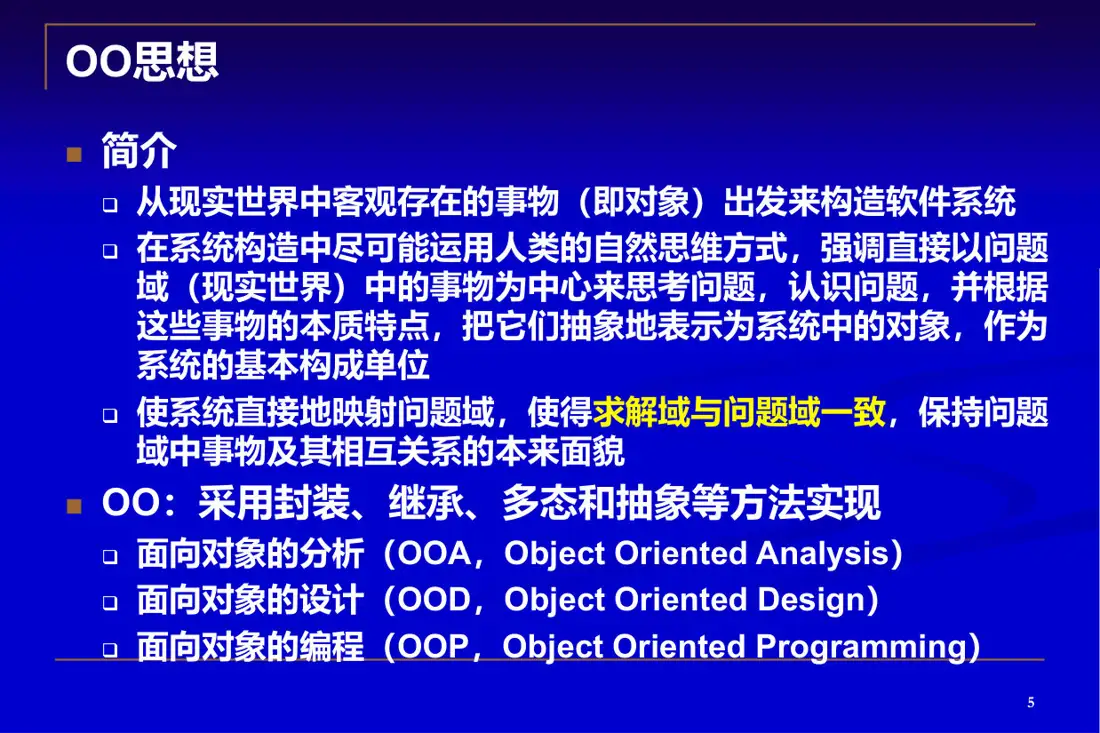 OO思想
简介
从现实世界中客观存在的事物（即对象）出发来构造软件系统
在系统构造中尽可能运用人类的自然思维方式，强调直接以问题
域（现实世界）中的事物为中心来思考问题，认识问题，并根据
这些事物的本质特点，把它们抽象地表示为系统中的对象，作为
系统的基本构成单位
使系统直接地映射问题域，使得求解域与问题域一致，保持问题
域中事物及其相互关系的本来面貌
OO：采用封装、继承、多态和抽象等方法实现
面向对象的分析（OOA，Object Oriented Analysis）
面向对象的设计（OOD，Object Oriented Design）
面向对象的编程（OOP，Object Oriented Programming）
5